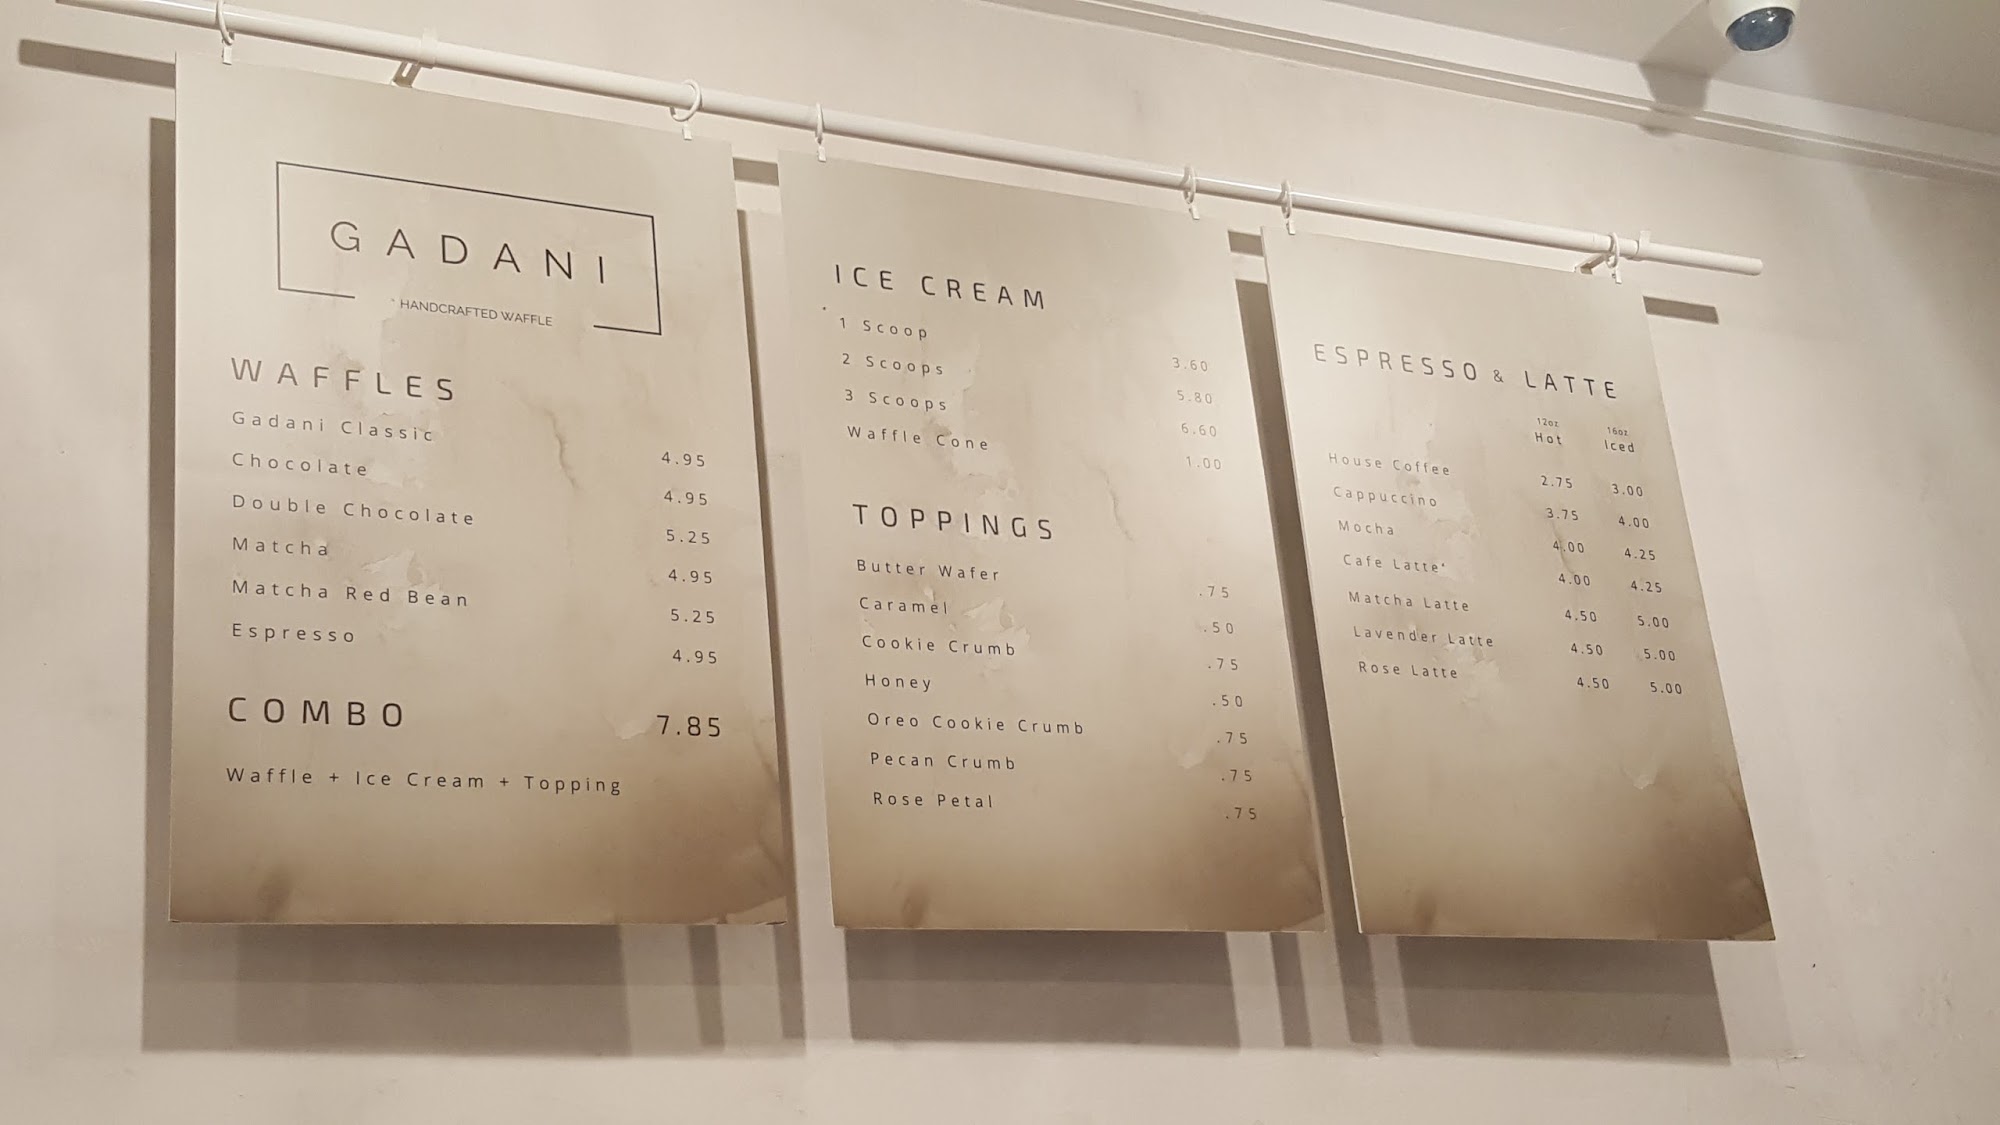 GADANI
HANDCRAFTED WAFFLE
WAFFLES
Gadani Classic 4.95
Chocolate 4.95
Double Chocolate 5.25
Matcha 4.95
Matcha Red Bean 5.25
Espresso 4.95
COMBO 7.85
Waffle + Ice Cream + Topping
ICE CREAM
1 Scoop 3.60
2 Scoops 5.80
3 Scoops 6.60
Waffle Cone 1.00
TOPPINGS
Butter Wafer .75
Caramel .50
Cookie Crumb .75
Honey .50
Oreo Cookie Crumb .75
Pecan Crumb .75
Rose Petal .75
ESPRESSO & LATTE
12oz 16oz
Hot Iced
House Coffee 2.75 3.00
Cappuccino 3.75 4.00
Mocha 4.00 4.25
Cafe Latte* 4.00 4.25
Matcha Latte 4.50 5.00
Lavender Latte 4.50 5.00
Rose Latte 4.50 5.00